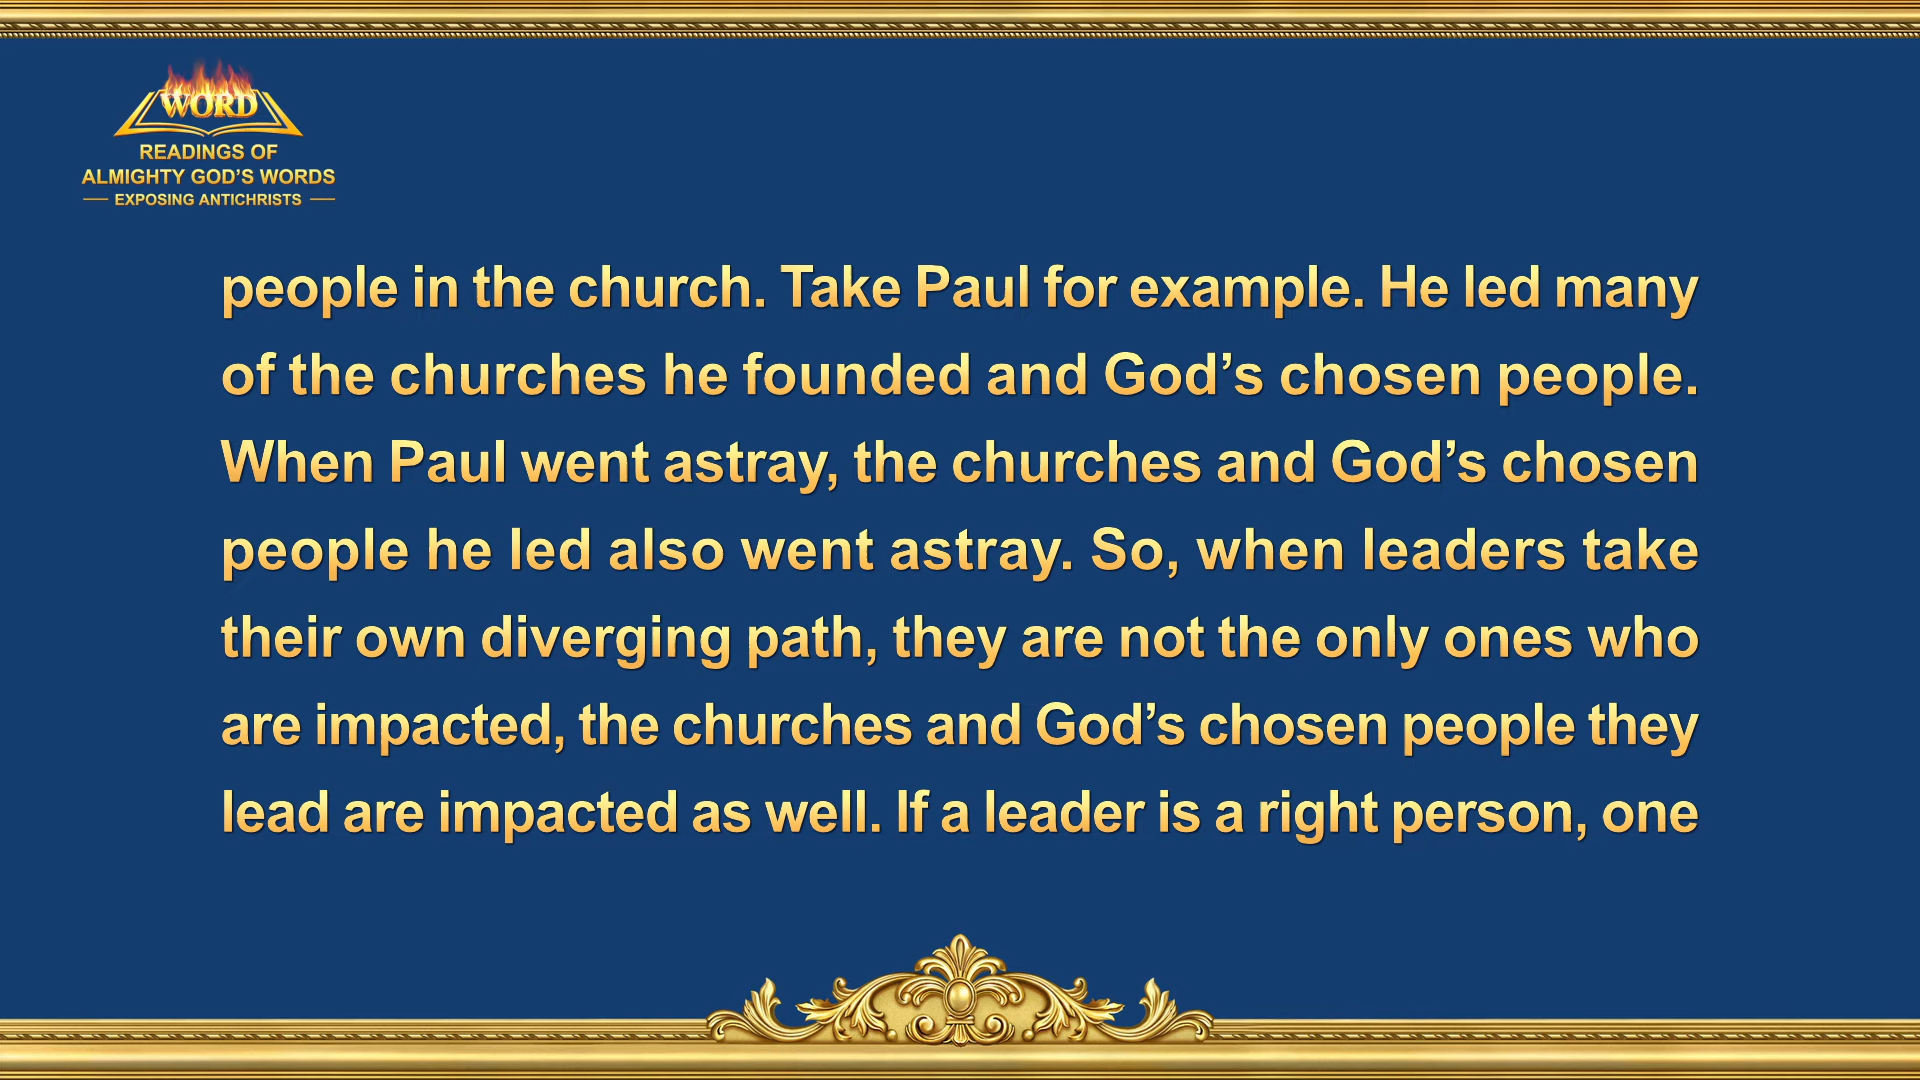 WORD
READINGS OF
ALMIGHTY GOD’S WORDS
EXPOSING ANTICHRISTS
people in the church. Take Paul for example. He led many
of the churches he founded and God’s chosen people.
When Paul went astray, the churches and God’s chosen
people he led also went astray. So, when leaders take
their own diverging path, they are not the only ones who
are impacted, the churches and God’s chosen people they
lead are impacted as well. If a leader is a right person, one